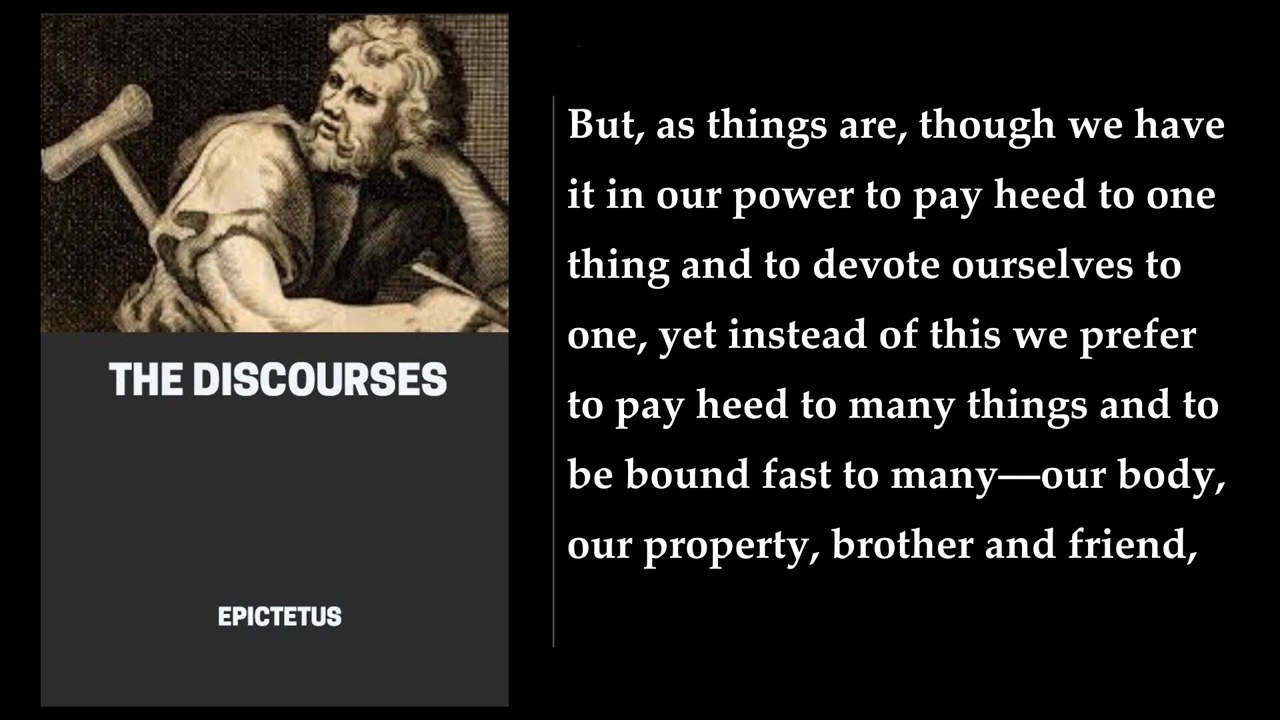 THE DISCOURSES
EPICTETUS
But, as things are, though we have
it in our power to pay heed to one
thing and to devote ourselves to
one, yet instead of this we prefer
to pay heed to many things and to
be bound fast to many—our body,
our property, brother and friend,